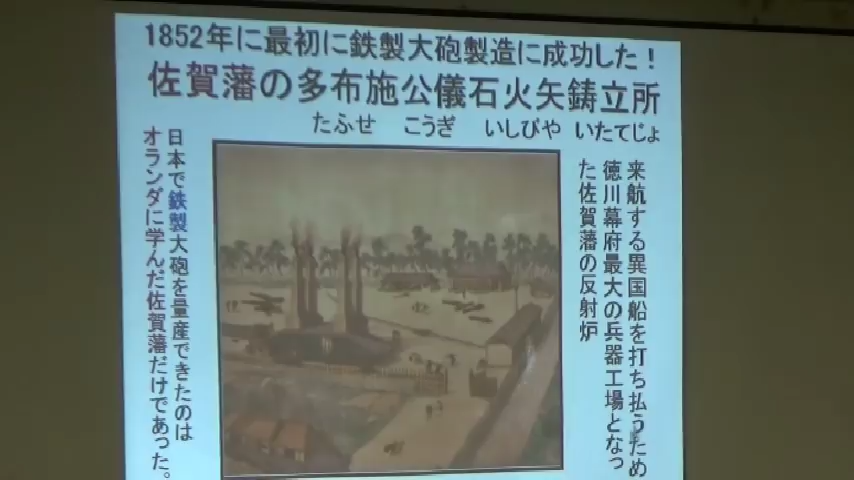 1852年に最初に鉄製大砲製造に成功した！
佐賀藩の多布施公儀石火矢鋳立所
たふせ こうぎ いしびや いたてじょ
来航する異国船を打ち払うため
徳川幕府最大の兵器工場となっ
た佐賀藩の反射炉
日本で鉄製大砲を量産できたのは
オランダに学んだ佐賀藩だけであった。